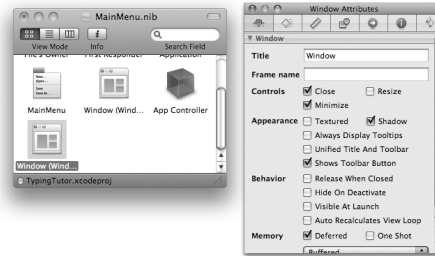 MainMenu.nib
View Mode Info Search Field
File's Owner First Responder Application
MainMenu Window (Wind... App Controller
Window (Wind...
TypingTutor.xcodeproj
Window Attributes
Window
Title Window
Frame name
Controls Close Resize
Minimize
Appearance Textured Shadow
Always Display Tooltips
Unified Title And Toolbar
Shows Toolbar Button
Behavior Release When Closed
Hide On Deactivate
Visible At Launch
Auto Recalculates View Loop
Memory Deferred One Shot
Buffered